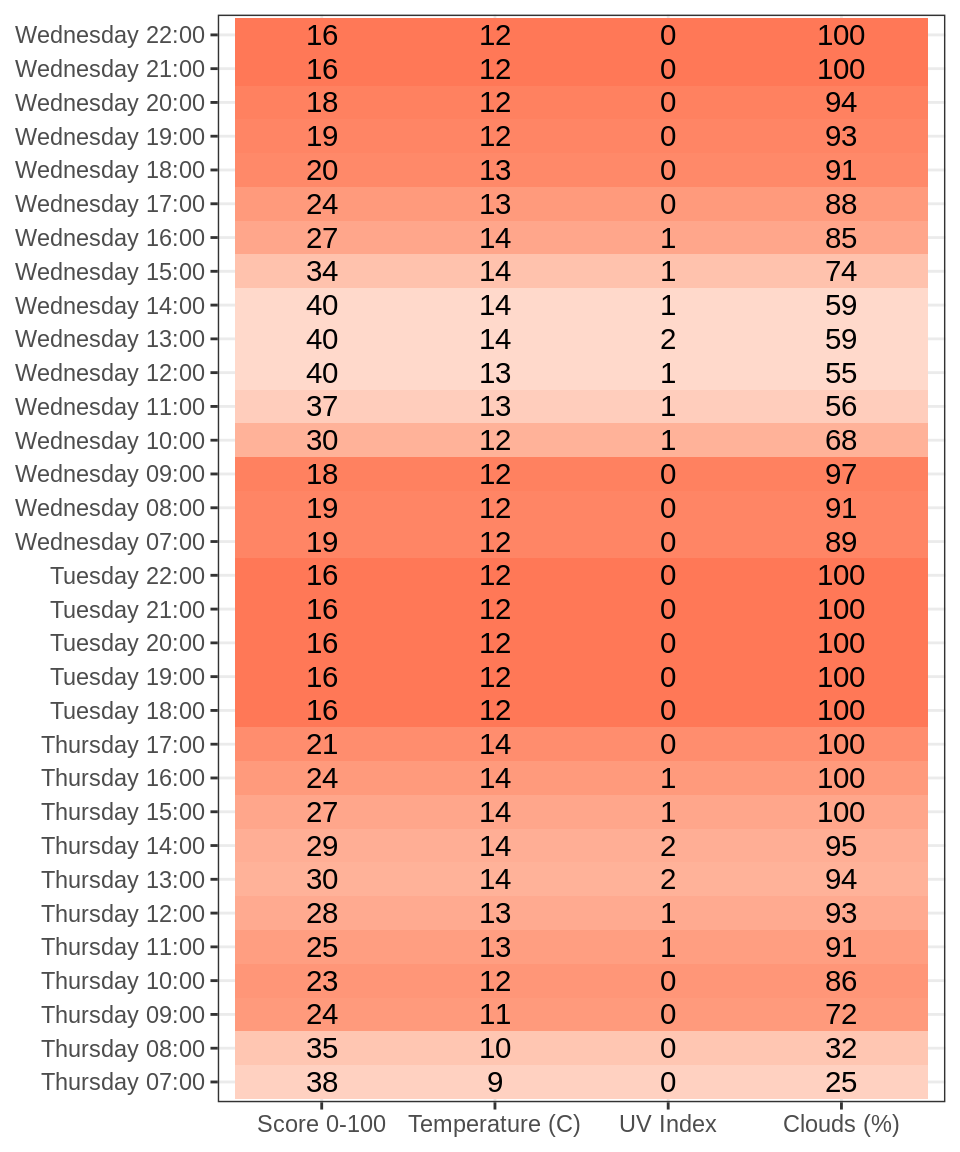 Wednesday 22:00 16 12 0 100
Wednesday 21:00 16 12 0 100
Wednesday 20:00 18 12 0 94
Wednesday 19:00 19 12 0 93
Wednesday 18:00 20 13 0 91
Wednesday 17:00 24 13 0 88
Wednesday 16:00 27 14 1 85
Wednesday 15:00 34 14 1 74
Wednesday 14:00 40 14 1 59
Wednesday 13:00 40 14 2 59
Wednesday 12:00 40 13 1 55
Wednesday 11:00 37 13 1 56
Wednesday 10:00 30 12 1 68
Wednesday 09:00 18 12 0 97
Wednesday 08:00 19 12 0 91
Wednesday 07:00 19 12 0 89
Tuesday 22:00 16 12 0 100
Tuesday 21:00 16 12 0 100
Tuesday 20:00 16 12 0 100
Tuesday 19:00 16 12 0 100
Tuesday 18:00 16 12 0 100
Thursday 17:00 21 14 0 100
Thursday 16:00 24 14 1 100
Thursday 15:00 27 14 1 100
Thursday 14:00 29 14 2 95
Thursday 13:00 30 14 2 94
Thursday 12:00 28 13 1 93
Thursday 11:00 25 13 1 91
Thursday 10:00 23 12 0 86
Thursday 09:00 24 11 0 72
Thursday 08:00 35 10 0 32
Thursday 07:00 38 9 0 25
Score 0-100 Temperature (C) UV Index Clouds (%)